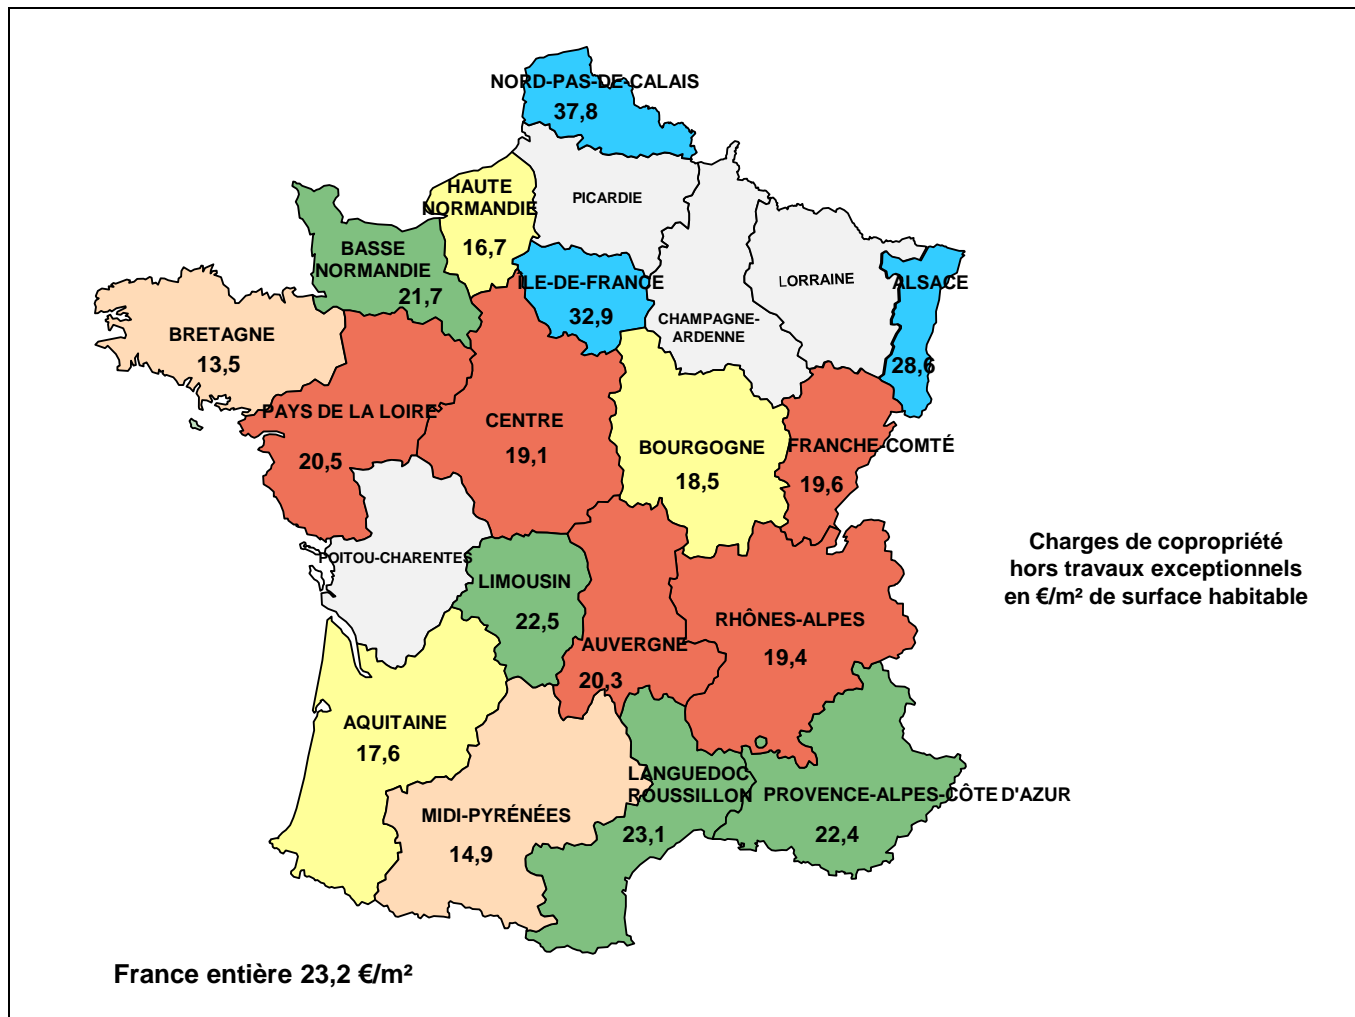 NORD-PAS-DE-CALAIS
37,8
HAUTE
NORMANDIE
16,7
PICARDIE
BASSE
NORMANDIE
21,7
ÎLE-DE-FRANCE
32,9
CHAMPAGNE-
ARDENNE
LORRAINE
ALSACE
28,6
BRETAGNE
13,5
PAYS DE LA LOIRE
20,5
CENTRE
19,1
BOURGOGNE
18,5
FRANCHE-COMTÉ
19,6
POITOU-CHARENTES
LIMOUSIN
22,5
AUVERGNE
20,3
RHÔNES-ALPES
19,4
Charges de copropriété
hors travaux exceptionnels
en €/m² de surface habitable
AQUITAINE
17,6
MIDI-PYRÉNÉES
14,9
LANGUEDOC
ROUSSILLON
23,1
PROVENCE-ALPES-CÔTE D'AZUR
22,4
France entière 23,2 €/m²